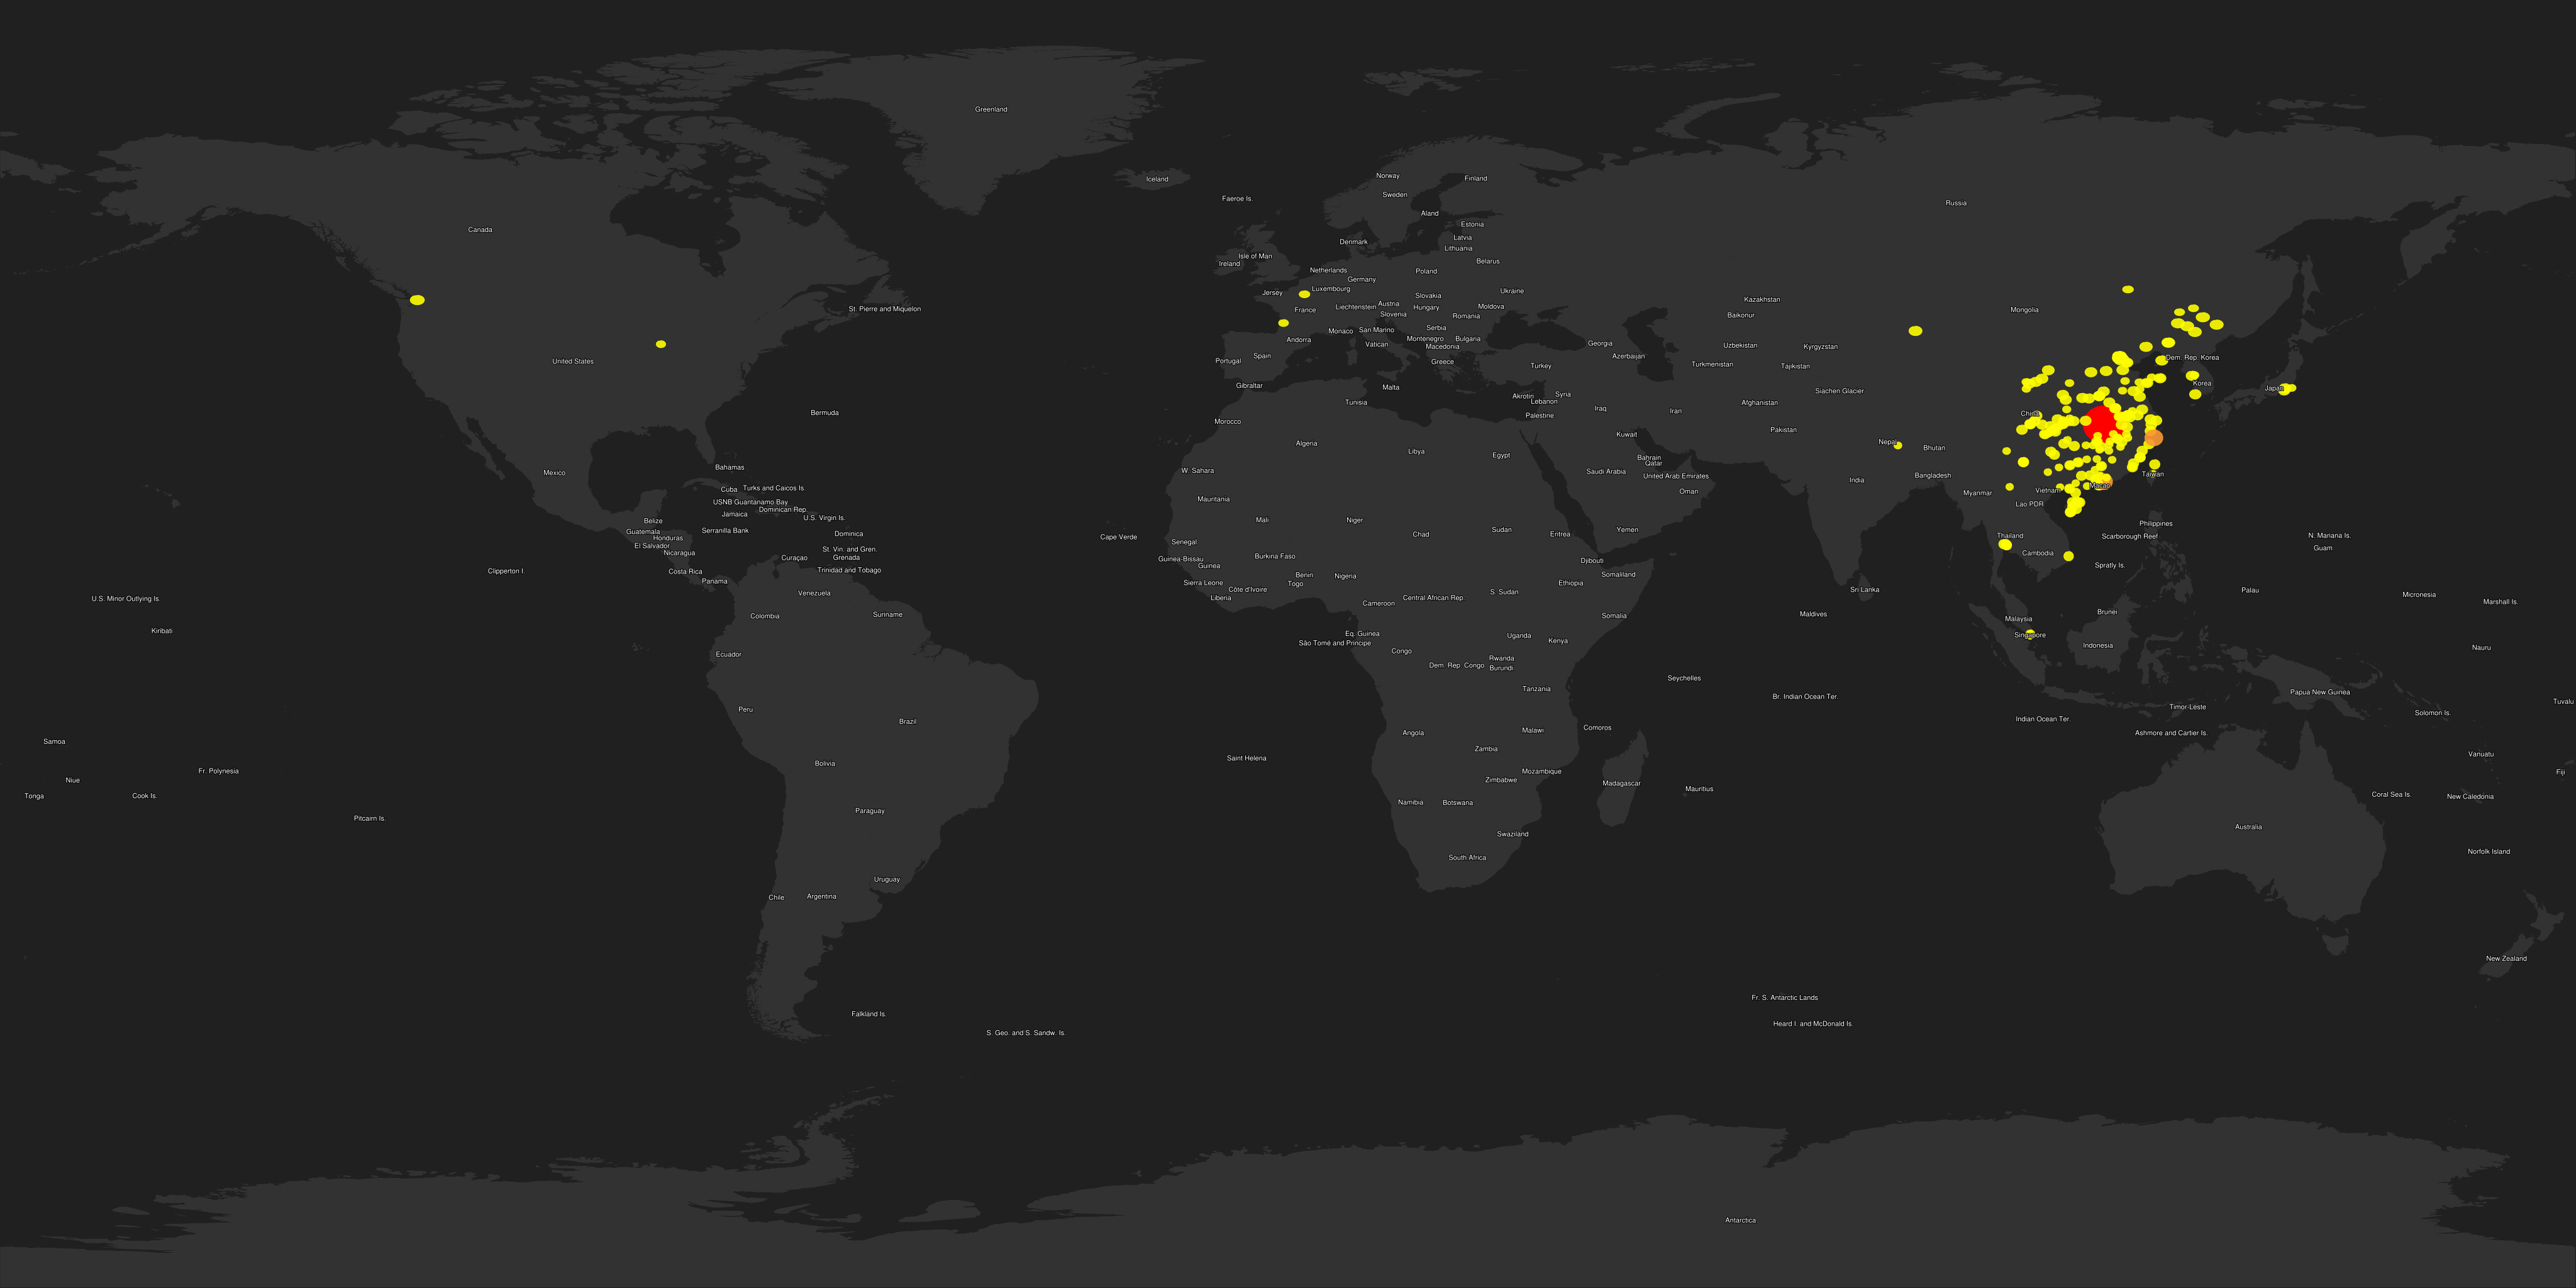 Greenland
Iceland
Norway
Finland
Faeroe Is.
Sweden
Russia
Aland
Canada
Estonia
Latvia
Denmark
Lithuania
Isle of Man
Ireland
Belarus
Netherlands
Poland
Germany
Luxembourg
Jersey
Ukraine
Slovakia
Kazakhstan
Austria
Liechtenstein
Hungary
Moldova
St. Pierre and Miquelon
France
Mongolia
Slovenia
Romania
Baikonur
Serbia
Monaco
San Marino
Montenegro
Bulgaria
Andorra
Vatican
Macedonia
Georgia
Uzbekistan
Kyrgyzstan
Spain
Azerbaijan
Dem. Rep. Korea
Portugal
United States
Greece
Turkmenistan
Tajikistan
Turkey
Korea
Gibraltar
Malta
Japan
Siachen Glacier
Syria
Akrotiri
Lebanon
Tunisia
Afghanistan
Iraq
Iran
Bermuda
China
Palestine
Morocco
Pakistan
Kuwait
Algeria
Nepal
Bhutan
Libya
Egypt
Bahrain
Qatar
Bahamas
W. Sahara
Saudi Arabia
Mexico
Taiwan
United Arab Emirates
Bangladesh
India
Macao
Cuba
Turks and Caicos Is.
Vietnam
Oman
Myanmar
Mauritania
USNB Guantanamo Bay
Lao PDR
Dominican Rep.
Jamaica
U.S. Virgin Is.
Belize
Mali
Niger
Philippines
Serranilla Bank
Guatemala
Sudan
Yemen
Dominica
Chad
Eritrea
Thailand
N. Mariana Is.
Scarborough Reef
Cape Verde
Honduras
Senegal
El Salvador
Guam
St. Vin. and Gren.
Nicaragua
Cambodia
Burkina Faso
Grenada
Curaçao
Guinea-Bissau
Djibouti
Guinea
Spratly Is.
Trinidad and Tobago
Clipperton I.
Costa Rica
Somaliland
Benin
Nigeria
Panama
Sierra Leone
Togo
Ethiopia
Côte d'Ivoire
Sri Lanka
Palau
Venezuela
S. Sudan
Micronesia
U.S. Minor Outlying Is.
Liberia
Central African Rep.
Marshall Is.
Cameroon
Brunei
Suriname
Maldives
Colombia
Somalia
Malaysia
Kiribati
Eq. Guinea
Uganda
Singapore
Kenya
São Tomé and Principe
Indonesia
Nauru
Congo
Ecuador
Rwanda
Dem. Rep. Congo
Burundi
Seychelles
Tanzania
Papua New Guinea
Br. Indian Ocean Ter.
Tuvalu
Timor-Leste
Peru
Solomon Is.
Indian Ocean Ter.
Brazil
Comoros
Malawi
Angola
Ashmore and Cartier Is.
Samoa
Zambia
Vanuatu
Saint Helena
Bolivia
Fr. Polynesia
Mozambique
Fiji
Niue
Zimbabwe
Madagascar
Mauritius
Coral Sea Is.
Tonga
Cook Is.
New Caledonia
Namibia
Botswana
Paraguay
Pitcairn Is.
Australia
Swaziland
Norfolk Island
South Africa
Uruguay
Argentina
Chile
New Zealand
Fr. S. Antarctic Lands
Falkland Is.
Heard I. and McDonald Is.
S. Geo. and S. Sandw. Is.
Antarctica